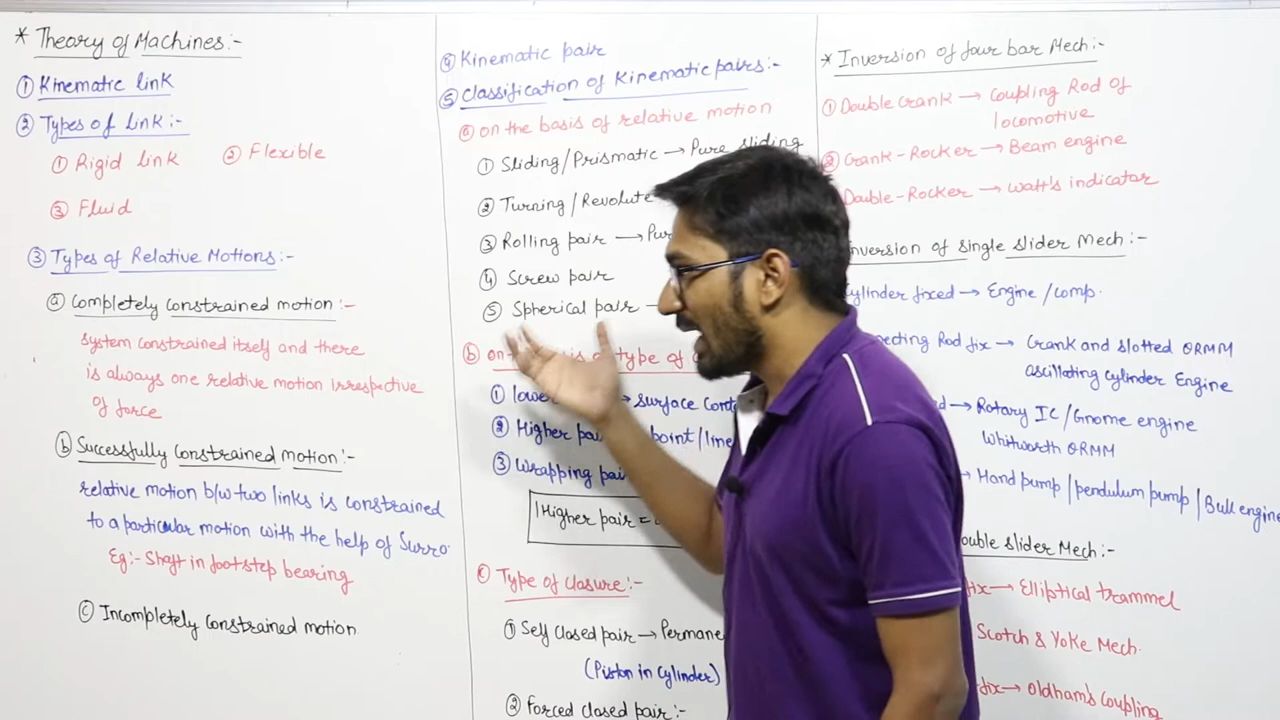 * Theory of Machines:-
① Kinematic link
② Types of link:-
① Rigid link ② Flexible
③ Fluid
③ Types of Relative Motions:-
ⓐ Completely constrained motion:-
system constrained itself and there
is always one relative motion irrespective
of force
ⓑ Successfully constrained motion:-
relative motion b/w two links is constrained
to a particular motion with the help of Surro.
Eg:- Shaft in footstep bearing
ⓒ Incompletely constrained motion
④ Kinematic pair
⑤ Classification of Kinematic pairs:-
ⓐ on the basis of relative motion
① Sliding/Prismatic → Pure sliding
② Turning/Revolute
③ Rolling pair → Pur
④ Screw pair
⑤ Spherical pair →
ⓑ on type of
① lowe → surface cont
② Higher pai point/line
③ Wrapping pai
Higher pair =
ⓒ Type of closure:-
① Self closed pair → Permane
(Piston in cylinder)
② Forced closed pair:-
* Inversion of four bar Mech:-
① Double Crank → Coupling Rod of
locomotive
② Crank-Rocker → Beam engine
Double-Rocker → Watt's indicator
Inversion of single slider Mech:-
Cylinder fixed → Engine/comp.
ecting Rod fix → Crank and slotted QRMM
oscillating cylinder Engine
d → Rotary IC/Gnome engine
Whitworth QRMM
→ Hand pump/pendulum pump/Bull engine
ouble slider Mech:-
fix → Elliptical trammel
Scotch & Yoke Mech.
fix → oldham's coupling